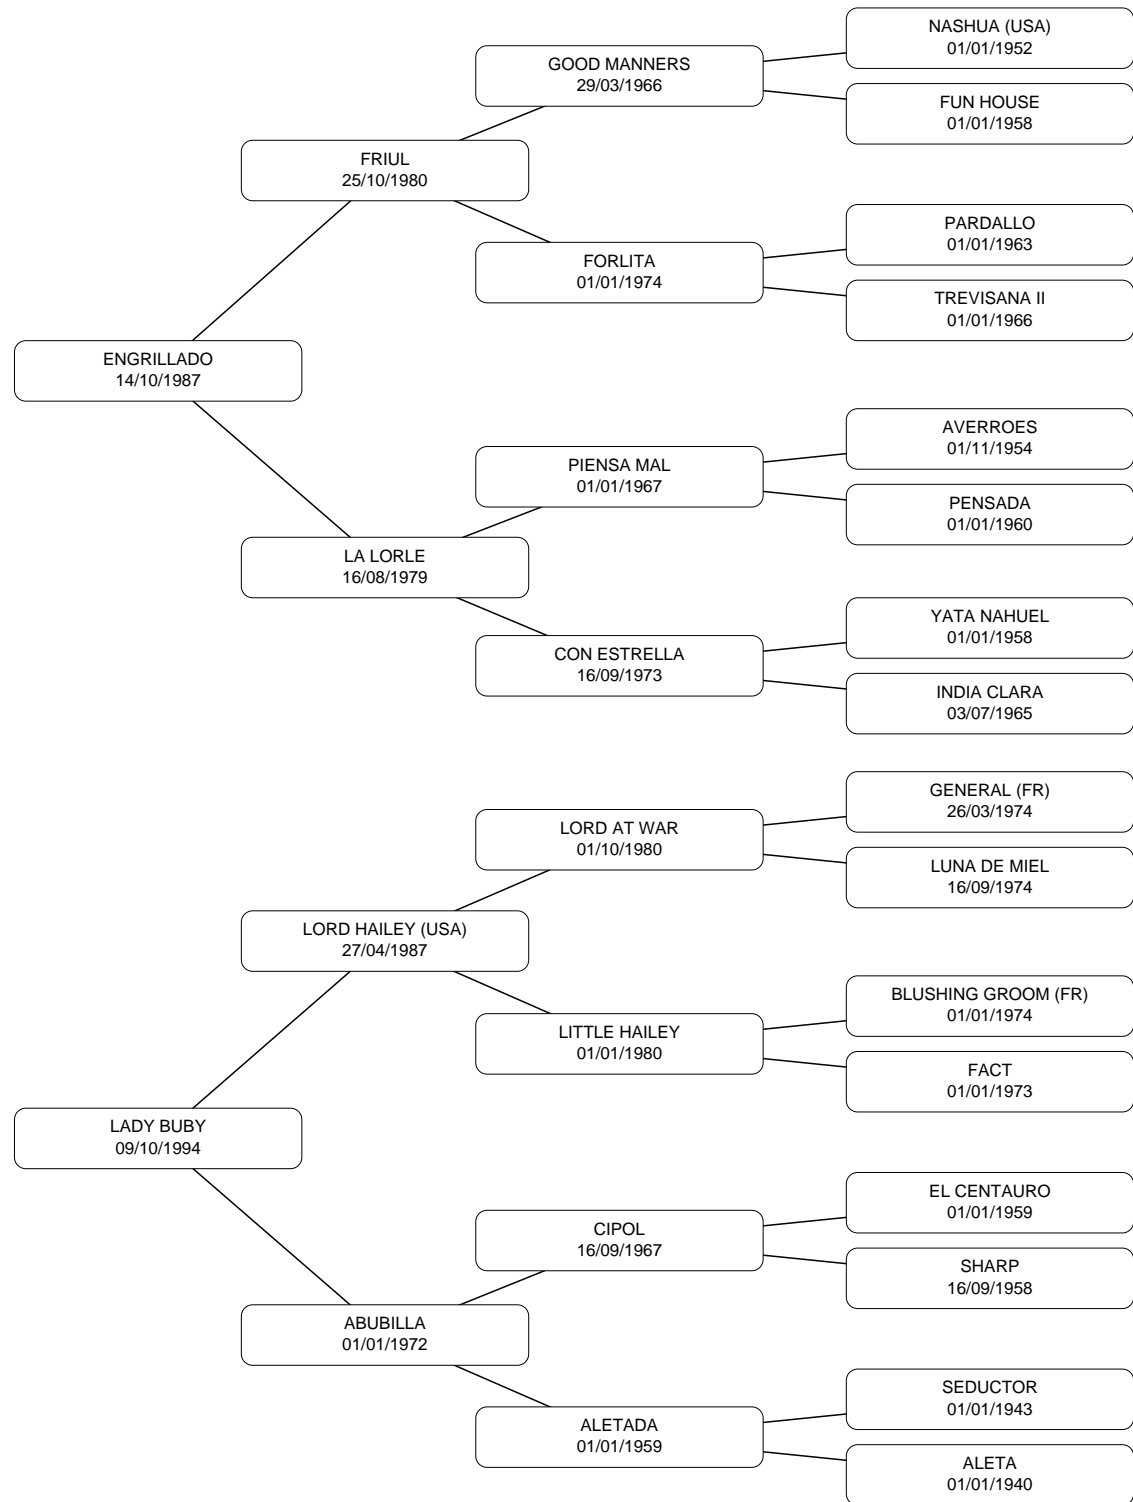 NASHUA (USA)
01/01/1952
GOOD MANNERS
29/03/1966
FUN HOUSE
01/01/1958
FRIUL
25/10/1980
PARDALLO
01/01/1963
FORLITA
01/01/1974
TREVISANA II
01/01/1966
ENGRILLADO
14/10/1987
AVERROES
01/11/1954
PIENSA MAL
01/01/1967
PENSADA
01/01/1960
LA LORLE
16/08/1979
YATA NAHUEL
01/01/1958
CON ESTRELLA
16/09/1973
INDIA CLARA
03/07/1965
GENERAL (FR)
26/03/1974
LORD AT WAR
01/10/1980
LUNA DE MIEL
16/09/1974
LORD HAILEY (USA)
27/04/1987
BLUSHING GROOM (FR)
01/01/1974
LITTLE HAILEY
01/01/1980
FACT
01/01/1973
LADY BUBY
09/10/1994
EL CENTAURO
01/01/1959
CIPOL
16/09/1967
SHARP
16/09/1958
ABUBILLA
01/01/1972
SEDUCTOR
01/01/1943
ALETADA
01/01/1959
ALETA
01/01/1940